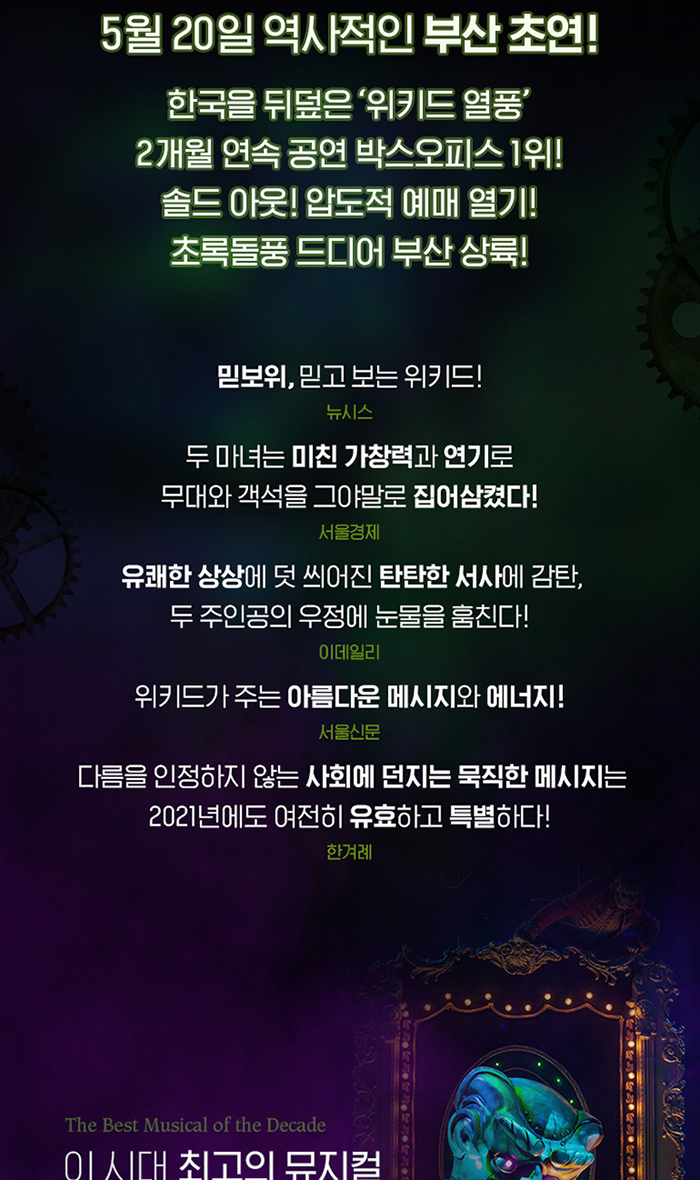 5월 20일 역사적인 부산 초연!
한국을 뒤덮은 ‘위키드 열풍’
2개월 연속 공연 박스오피스 1위!
솔드 아웃! 압도적 예매 열기!
초록돌풍 드디어 부산 상륙!
믿보위, 믿고 보는 위키드!
뉴시스
두 마녀는 미친 가창력과 연기로
무대와 객석을 그야말로 집어삼켰다!
서울경제
유쾌한 상상에 덧 씌어진 탄탄한 서사에 감탄,
두 주인공의 우정에 눈물을 훔친다!
이데일리
위키드가 주는 아름다운 메시지와 에너지!
서울신문
다름을 인정하지 않는 사회에 던지는 묵직한 메시지는
2021년에도 여전히 유효하고 특별하다!
한겨레
The Best Musical of the Decade
이 시대 최고의 뮤지컬